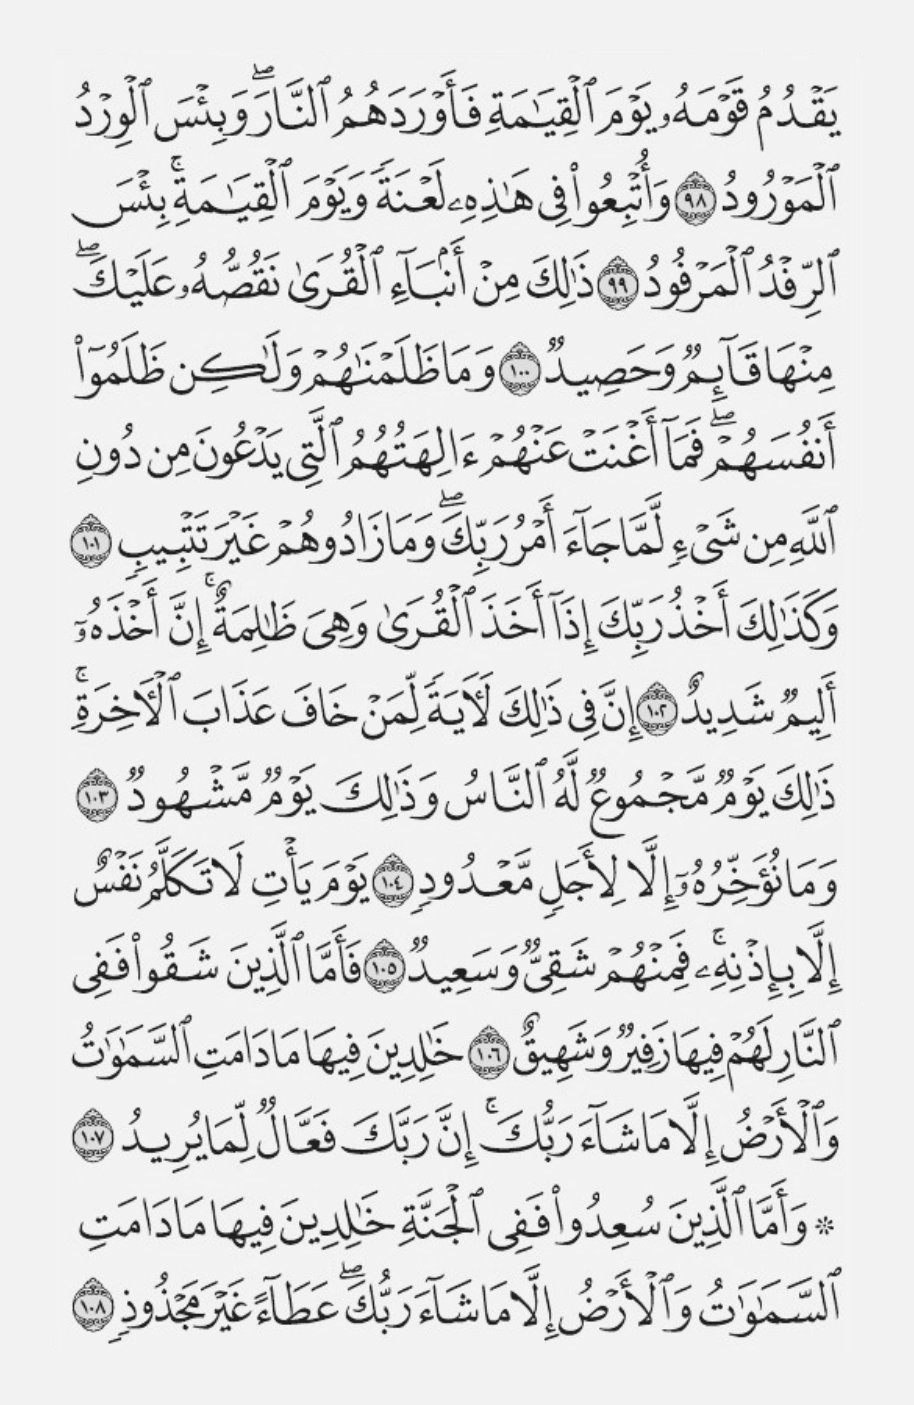 يَقۡدُمُ قَوۡمَهُۥ يَوۡمَ ٱلۡقِيَٰمَةِ فَأَوۡرَدَهُمُ ٱلنَّارَۖ وَبِئۡسَ ٱلۡوِرۡدُ
ٱلۡمَوۡرُودُ ٩٨ وَأُتۡبِعُواْ فِي هَٰذِهِۦ لَعۡنَةٗ وَيَوۡمَ ٱلۡقِيَٰمَةِۚ بِئۡسَ
ٱلرِّفۡدُ ٱلۡمَرۡفُودُ ٩٩ ذَٰلِكَ مِنۡ أَنۢبَآءِ ٱلۡقُرَىٰ نَقُصُّهُۥ عَلَيۡكَۖ
مِنۡهَا قَآئِمٞ وَحَصِيدٞ ١٠٠ وَمَا ظَلَمۡنَٰهُمۡ وَلَٰكِن ظَلَمُوٓاْ
أَنفُسَهُمۡۖ فَمَآ أَغۡنَتۡ عَنۡهُمۡ ءَالِهَتُهُمُ ٱلَّتِي يَدۡعُونَ مِن دُونِ
ٱللَّهِ مِن شَيۡءٖ لَّمَّا جَآءَ أَمۡرُ رَبِّكَۖ وَمَا زَادُوهُمۡ غَيۡرَ تَتۡبِيبٖ ١٠١
وَكَذَٰلِكَ أَخۡذُ رَبِّكَ إِذَآ أَخَذَ ٱلۡقُرَىٰ وَهِيَ ظَٰلِمَةٌۚ إِنَّ أَخۡذَهُۥٓ
أَلِيمٞ شَدِيدٌ ١٠٢ إِنَّ فِي ذَٰلِكَ لَأٓيَةٗ لِّمَنۡ خَافَ عَذَابَ ٱلۡأٓخِرَةِۚ
ذَٰلِكَ يَوۡمٞ مَّجۡمُوعٞ لَّهُ ٱلنَّاسُ وَذَٰلِكَ يَوۡمٞ مَّشۡهُودٞ ١٠٣
وَمَا نُؤَخِّرُهُۥٓ إِلَّا لِأَجَلٖ مَّعۡدُودٖ ١٠٤ يَوۡمَ يَأۡتِ لَا تَكَلَّمُ نَفۡسٌ
إِلَّا بِإِذۡنِهِۦۚ فَمِنۡهُمۡ شَقِيّٞ وَسَعِيدٞ ١٠٥ فَأَمَّا ٱلَّذِينَ شَقُواْ فَفِي
ٱلنَّارِ لَهُمۡ فِيهَا زَفِيرٞ وَشَهِيقٌ ١٠٦ خَٰلِدِينَ فِيهَا مَا دَامَتِ ٱلسَّمَٰوَٰتُ
وَٱلۡأَرۡضُ إِلَّا مَا شَآءَ رَبُّكَۚ إِنَّ رَبَّكَ فَعَّالٞ لِّمَا يُرِيدُ ١٠٧
۞ وَأَمَّا ٱلَّذِينَ سُعِدُواْ فَفِي ٱلۡجَنَّةِ خَٰلِدِينَ فِيهَا مَا دَامَتِ
ٱلسَّمَٰوَٰتُ وَٱلۡأَرۡضُ إِلَّا مَا شَآءَ رَبُّكَۖ عَطَآءً غَيۡرَ مَجۡذُوذٖ ١٠٨